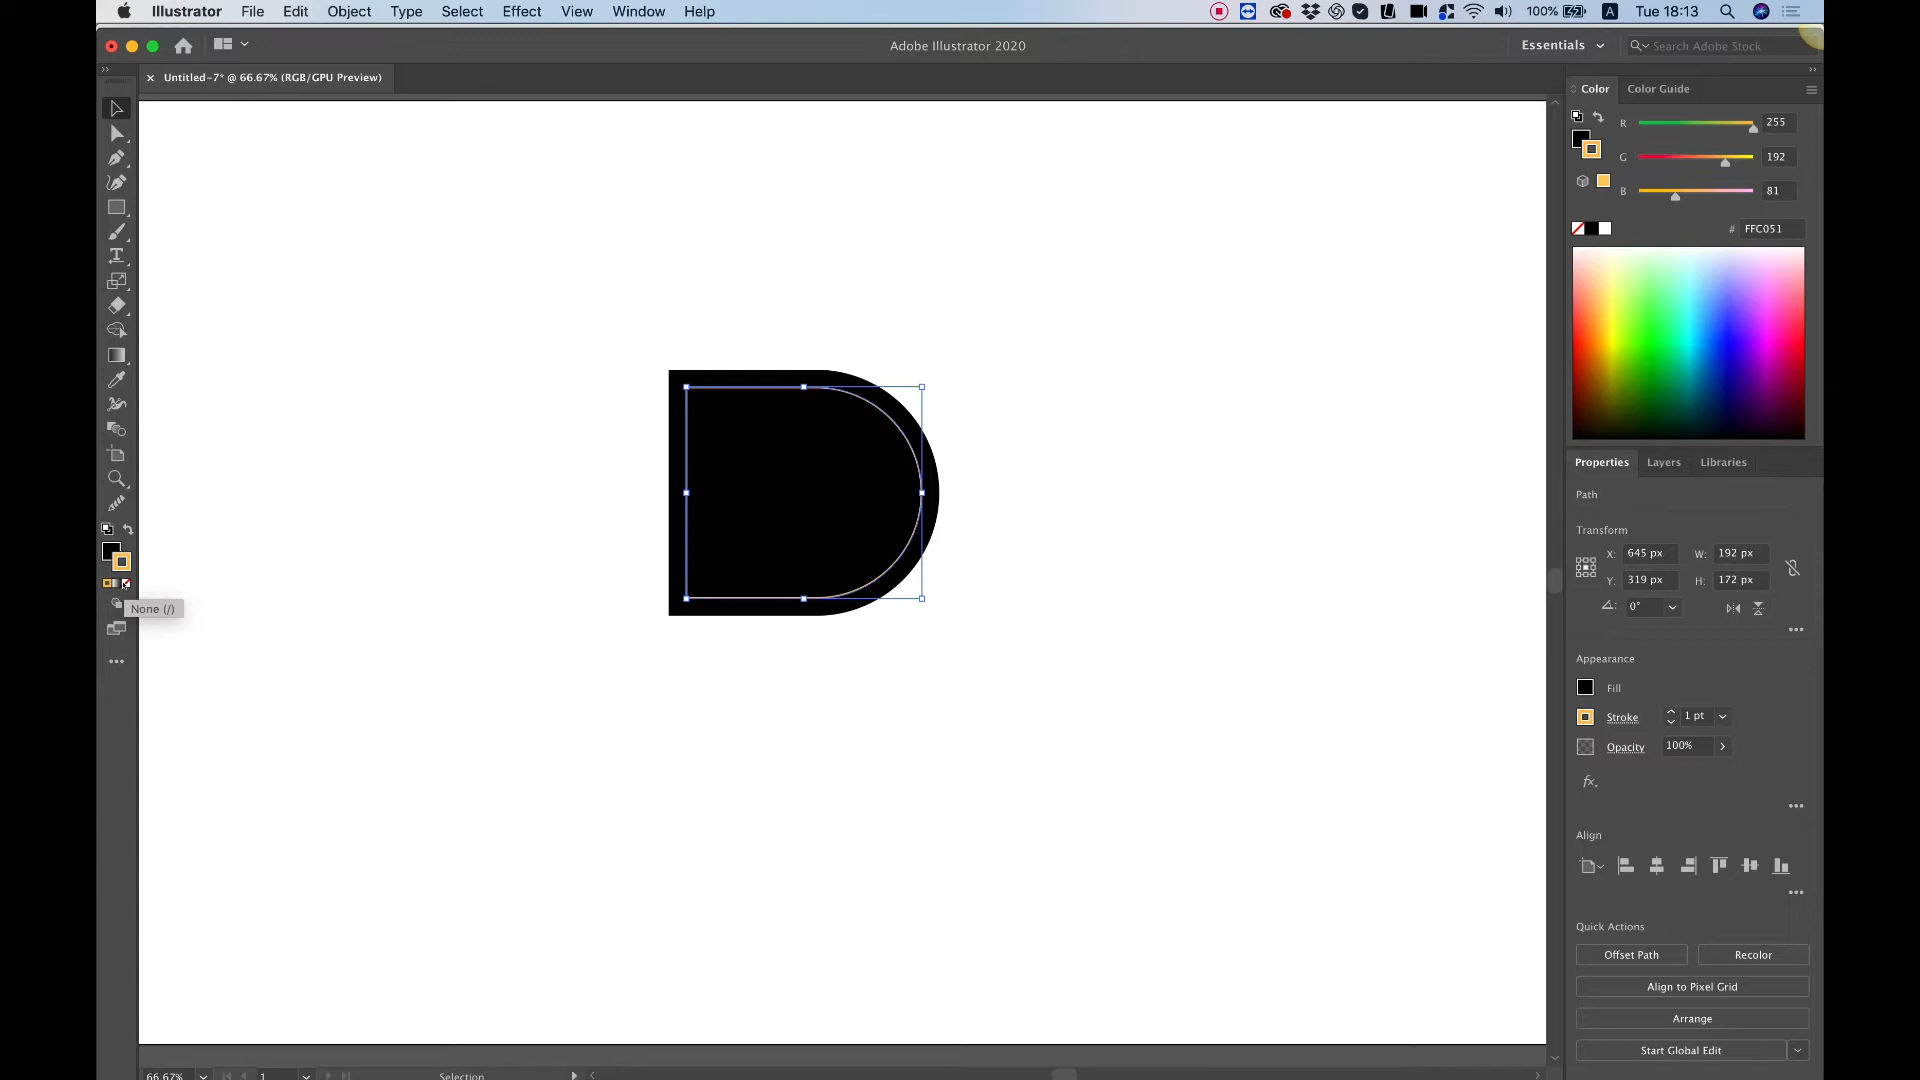 Illustrator File Edit Object Type Select Effect View Window Help
100% A Tue 18:13
Adobe Illustrator 2020
Essentials
Search Adobe Stock
Untitled-7* @ 66.67% (RGB/GPU Preview)
Color Color Guide
R 255
G 192
B 81
# FFC051
T
None (/)
Properties Layers Libraries
Path
Transform
X: 645 px W: 192 px
Y: 319 px H: 172 px
0°
Appearance
Fill
Stroke 1 pt
Opacity 100%
fx.
Align
Quick Actions
Offset Path Recolor
Align to Pixel Grid
Arrange
Start Global Edit
66.67% 1 Selection